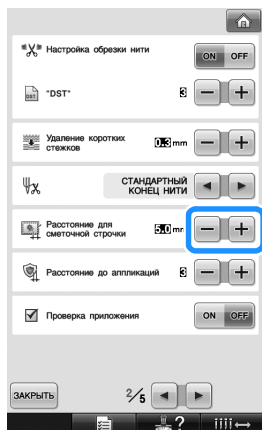 Настройка обрезки нити
ON OFF
DST "DST" 3 − +
Удаление коротких
стежков
0.3 mm − +
СТАНДАРТНЫЙ
КОНЕЦ НИТИ
Расстояние для
сметочной строчки
5.0 mm − +
Расстояние до аппликаций 3 − +
Проверка приложения
ON OFF
ЗАКРЫТЬ 2/5
?